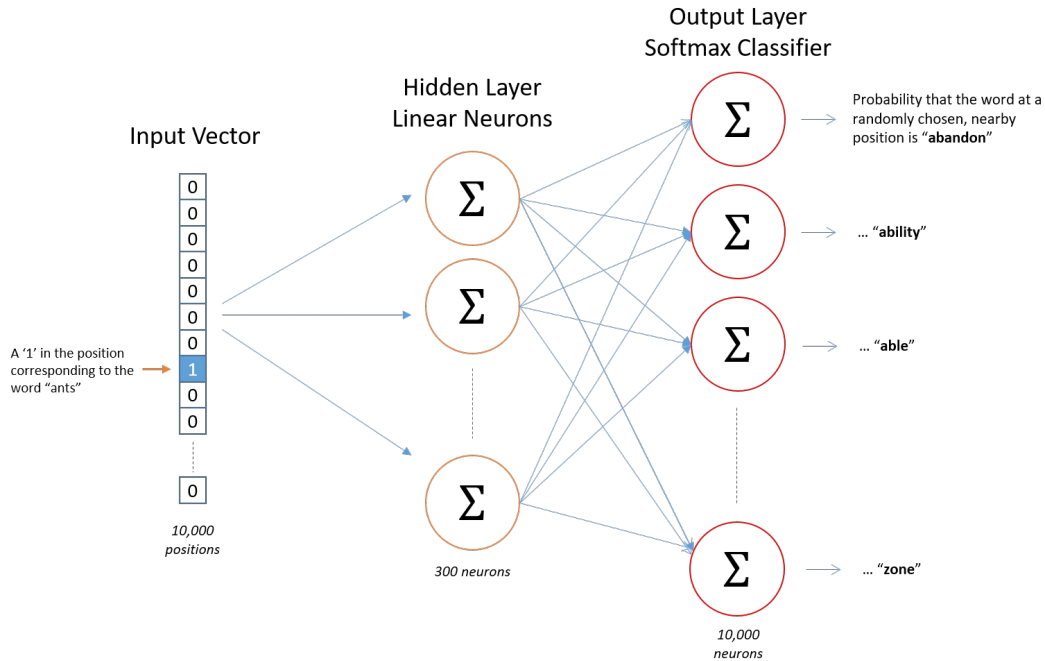 Output Layer
Softmax Classifier
Hidden Layer
Linear Neurons
Input Vector
0
0
0
0
0
0
0
1
0
0
0
A ‘1’ in the position
corresponding to the
word “ants”
10,000
positions
Σ
Σ
Σ
300 neurons
Σ
Σ
Σ
Σ
10,000
neurons
Probability that the word at a
randomly chosen, nearby
position is “abandon”
... “ability”
... “able”
... “zone”